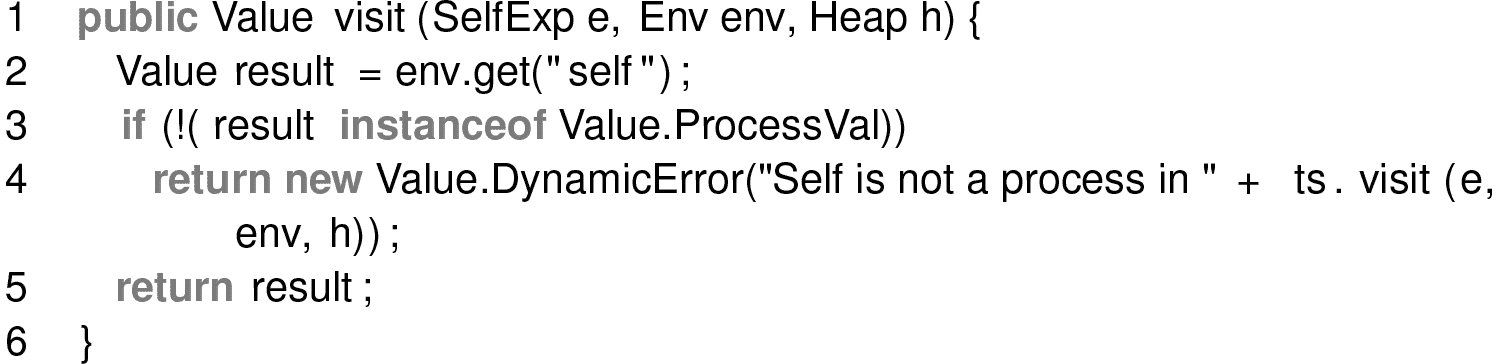 1 public Value visit (SelfExp e, Env env, Heap h) {
2 Value result = env.get("self");
3 if (!( result instanceof Value.ProcessVal))
4 return new Value.DynamicError("Self is not a process in " + ts . visit (e,
env, h));
5 return result;
6 }